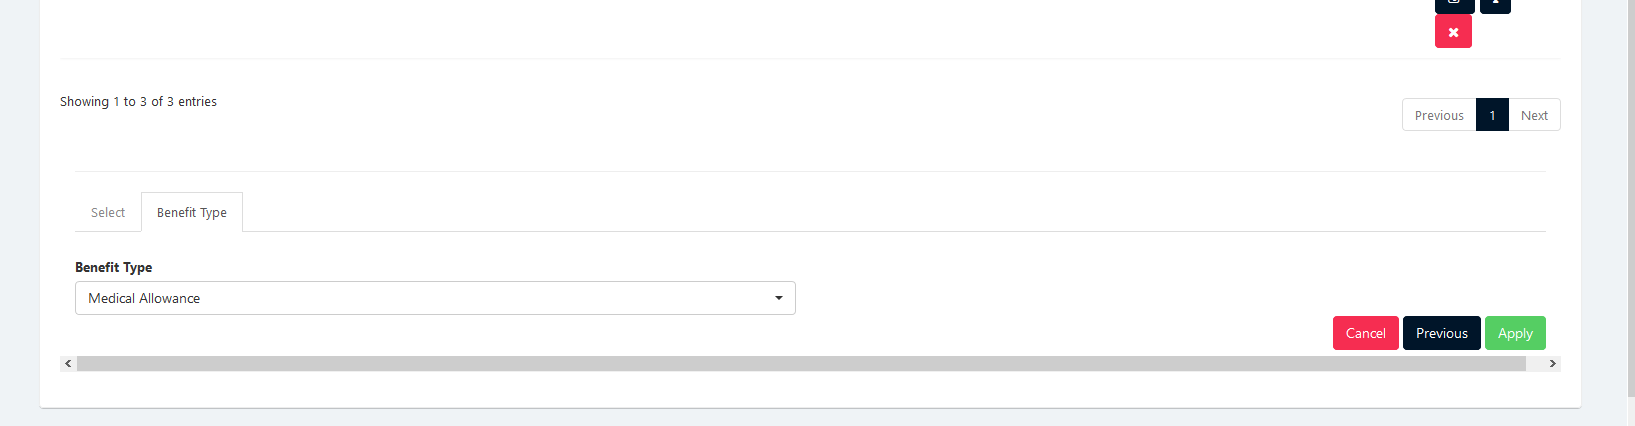 Showing 1 to 3 of 3 entries
Previous 1 Next
Select Benefit Type
Benefit Type
Medical Allowance
Cancel Previous Apply